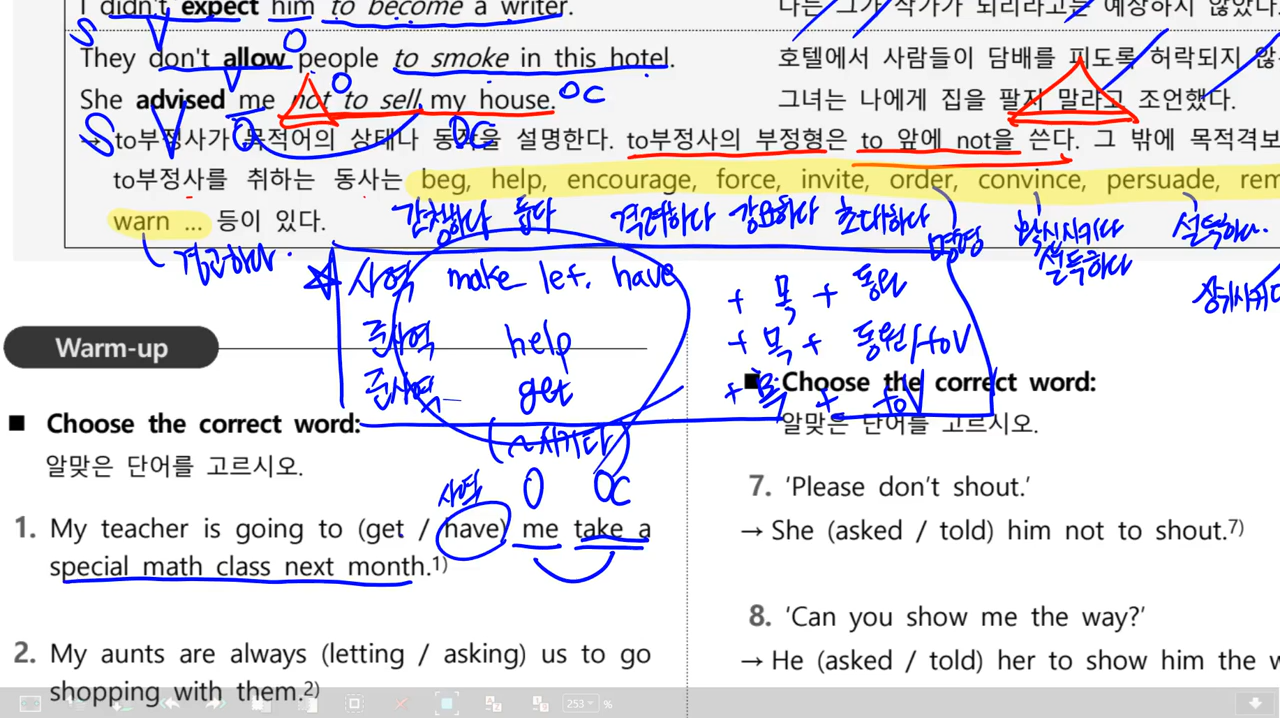 I didn't expect him to become a writer.
나는 그가 작가가 되리라고는 예상하지 않았다.
S V O
They don't allow people to smoke in this hotel.
호텔에서 사람들이 담배를 피도록 허락되지 않
V O OC
She advised me not to sell my house.
그녀는 나에게 집을 팔지 말라고 조언했다.
S V O OC
→ to부정사가 목적어의 상태나 동작을 설명한다. to부정사의 부정형은 to 앞에 not을 쓴다. 그 밖에 목적격보
to부정사를 취하는 동사는 beg, help, encourage, force, invite, order, convince, persuade, rem
간청하다 돕다 격려하다 강요하다 초대하다 명령 확신시키다 설득하다 설득하다.
warn ... 등이 있다.
경고하다.
사역 make let, have + 목 + 동원
준사역 help + 목 + 동원/toV
준사역 get + 목 + toV
(~시키다)
Warm-up
■ Choose the correct word:
알맞은 단어를 고르시오.
사역 O OC
1. My teacher is going to (get / have) me take a
special math class next month.1)
2. My aunts are always (letting / asking) us to go
shopping with them.2)
■ Choose the correct word:
알맞은 단어를 고르시오.
7. 'Please don't shout.'
→ She (asked / told) him not to shout.7)
8. 'Can you show me the way?'
→ He (asked / told) her to show him the w
253 %